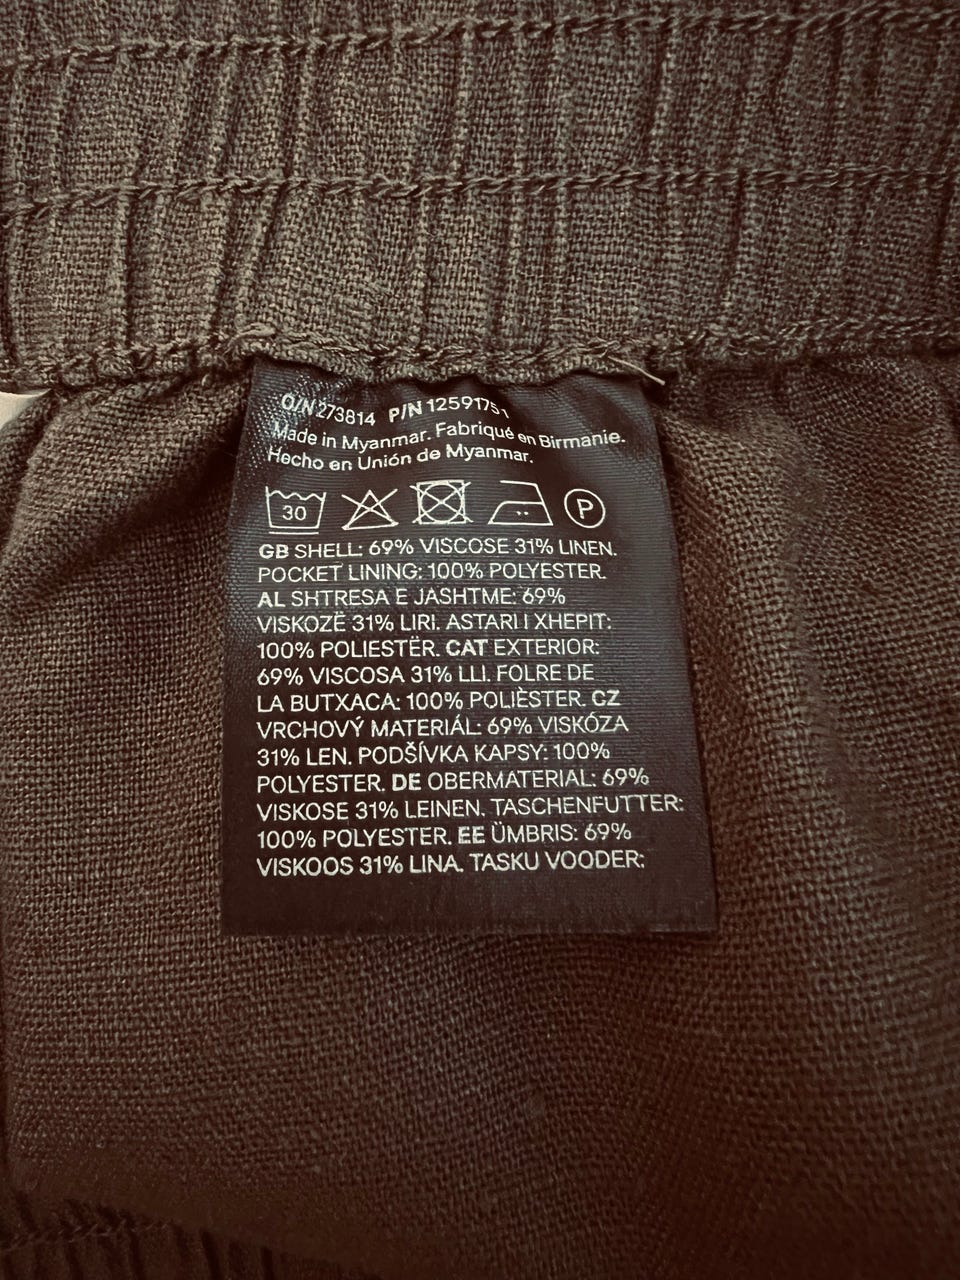 O/N 273814 P/N 12591751
Made in Myanmar. Fabriqué en Birmanie.
Hecho en Unión de Myanmar.
30 P
GB SHELL: 69% VISCOSE 31% LINEN.
POCKET LINING: 100% POLYESTER.
AL SHTRESA E JASHTME: 69%
VISKOZË 31% LIRI. ASTARI I XHEPIT:
100% POLIESTËR. CAT EXTERIOR:
69% VISCOSA 31% LLI. FOLRE DE
LA BUTXACA: 100% POLIÈSTER. CZ
VRCHOVÝ MATERIÁL: 69% VISKÓZA
31% LEN. PODŠÍVKA KAPSY: 100%
POLYESTER. DE OBERMATERIAL: 69%
VISKOSE 31% LEINEN. TASCHENFUTTER:
100% POLYESTER. EE ÜMBRIS: 69%
VISKOOS 31% LINA. TASKU VOODER: